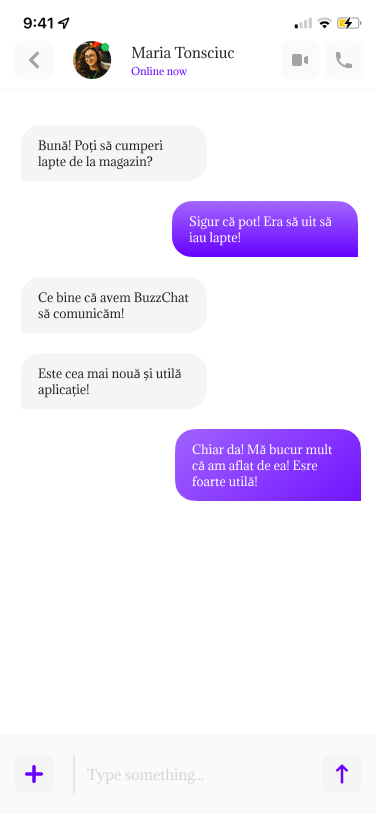 9:41
Maria Tonsciuc
Online now
Bună! Poți să cumperi
lapte de la magazin?
Sigur că pot! Era să uit să
iau lapte!
Ce bine că avem BuzzChat
să comunicăm!
Este cea mai nouă și utilă
aplicație!
Chiar da! Mă bucur mult
că am aflat de ea! Esre
foarte utilă!
Type something...